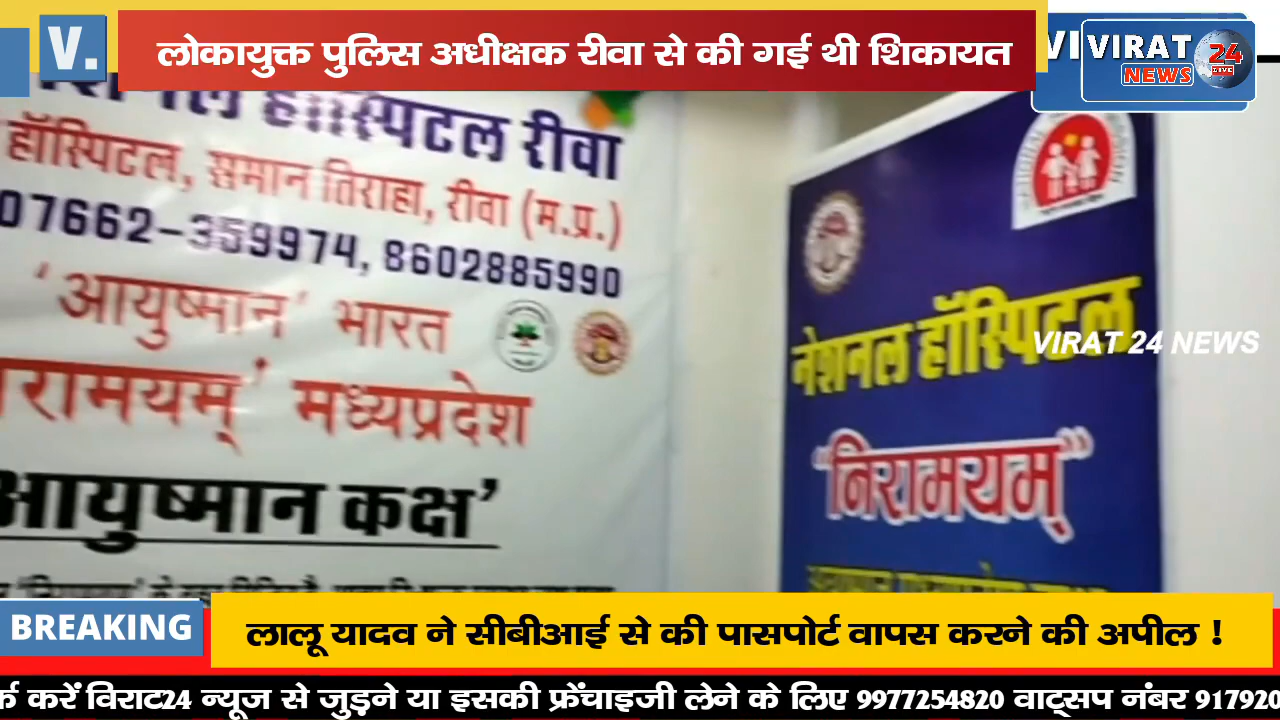 V.
लोकायुक्त पुलिस अधीक्षक रीवा से की गई थी शिकायत
VIRAT
NEWS
24
LIVE
हॉस्पिटल रीवा
हॉस्पिटल, समान तिराहा, रीवा (म.प्र.)
07662-359974, 8602885990
'आयुष्मान' भारत
मध्यप्रदेश
आयुष्मान कक्ष'
नेशनल हॉस्पिटल
"निरामयम्"
VIRAT 24 NEWS
BREAKING
लालू यादव ने सीबीआई से की पासपोर्ट वापस करने की अपील !
करें विराट24 न्यूज से जुड़ने या इसकी फ्रेंचाइजी लेने के लिए 9977254820 वाट्सप नंबर 917920